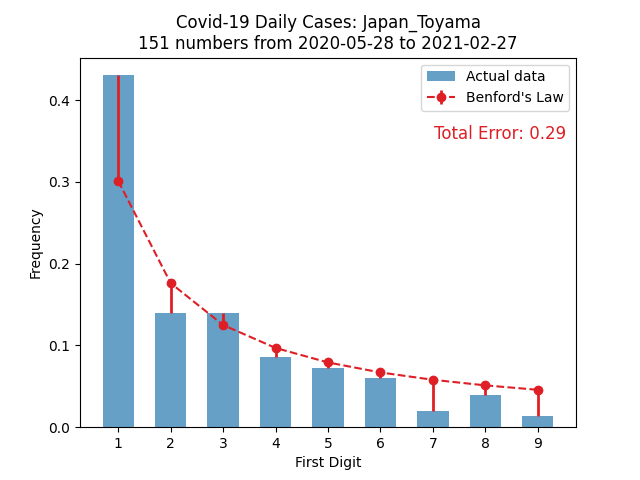 Covid-19 Daily Cases: Japan_Toyama
151 numbers from 2020-05-28 to 2021-02-27
Actual data
Benford's Law
Total Error: 0.29
Frequency
0.4
0.3
0.2
0.1
0.0
1 2 3 4 5 6 7 8 9
First Digit